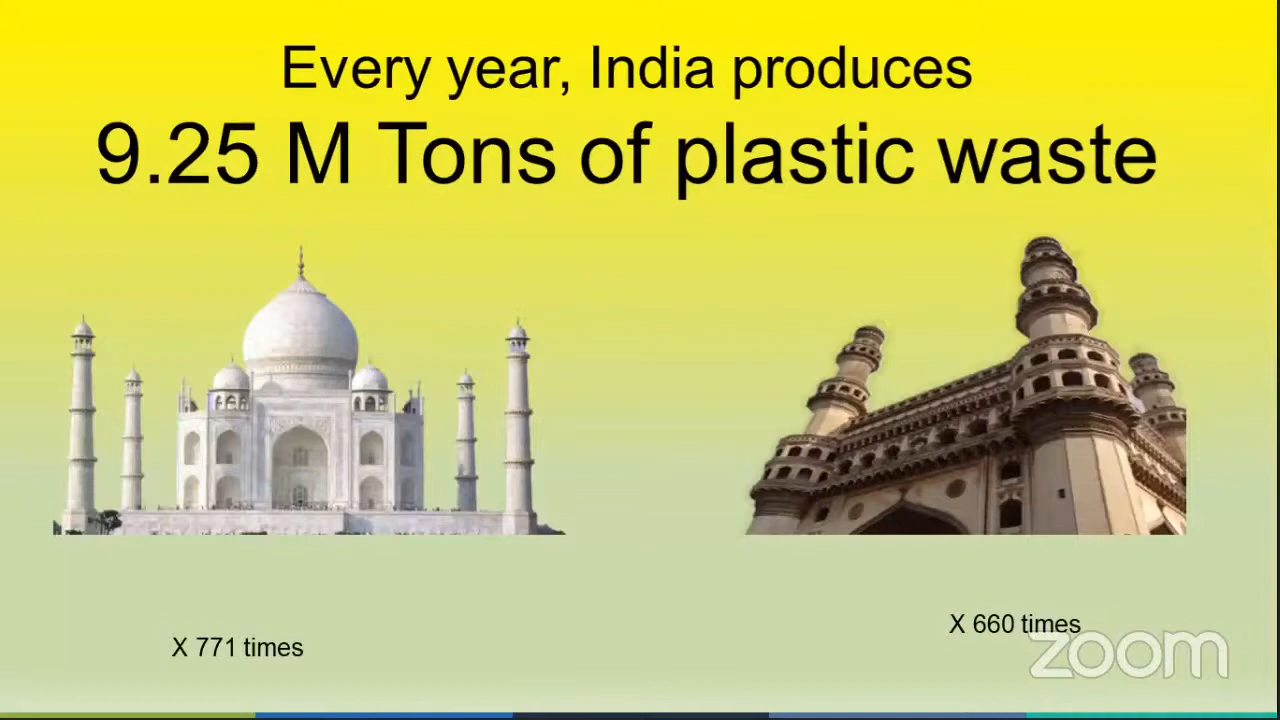 Every year, India produces
9.25 M Tons of plastic waste
X 771 times
X 660 times
zoom